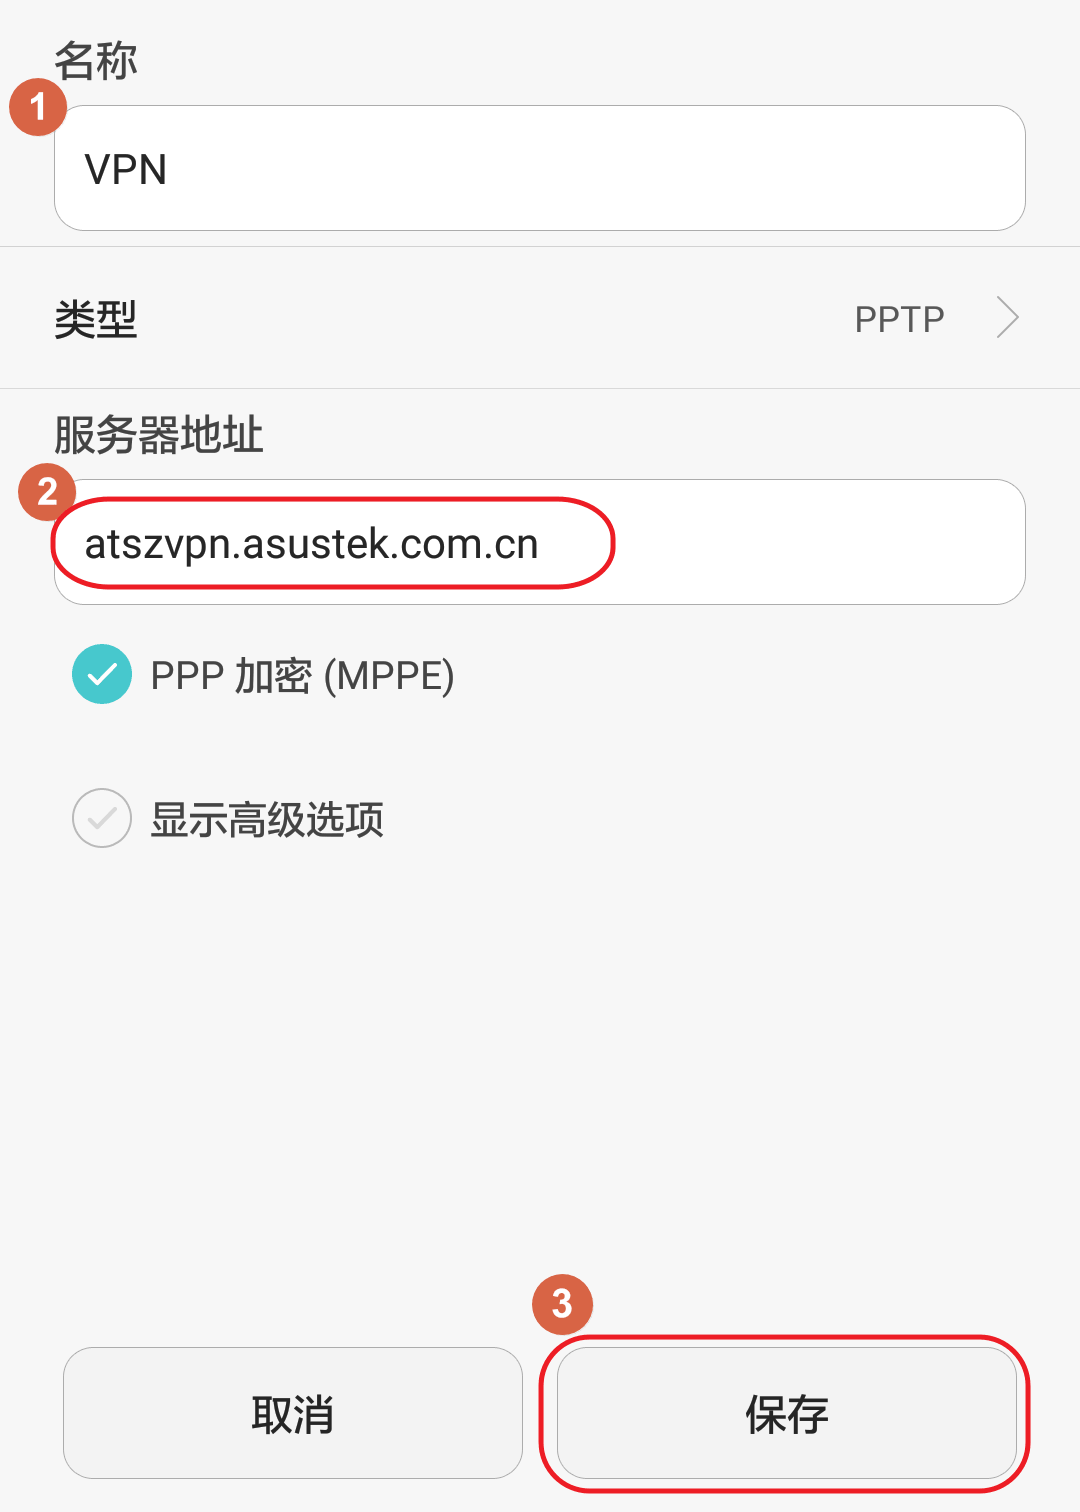 名称
1
VPN
类型 PPTP
服务器地址
2
atszvpn.asustek.com.cn
PPP 加密 (MPPE)
显示高级选项
3
取消 保存